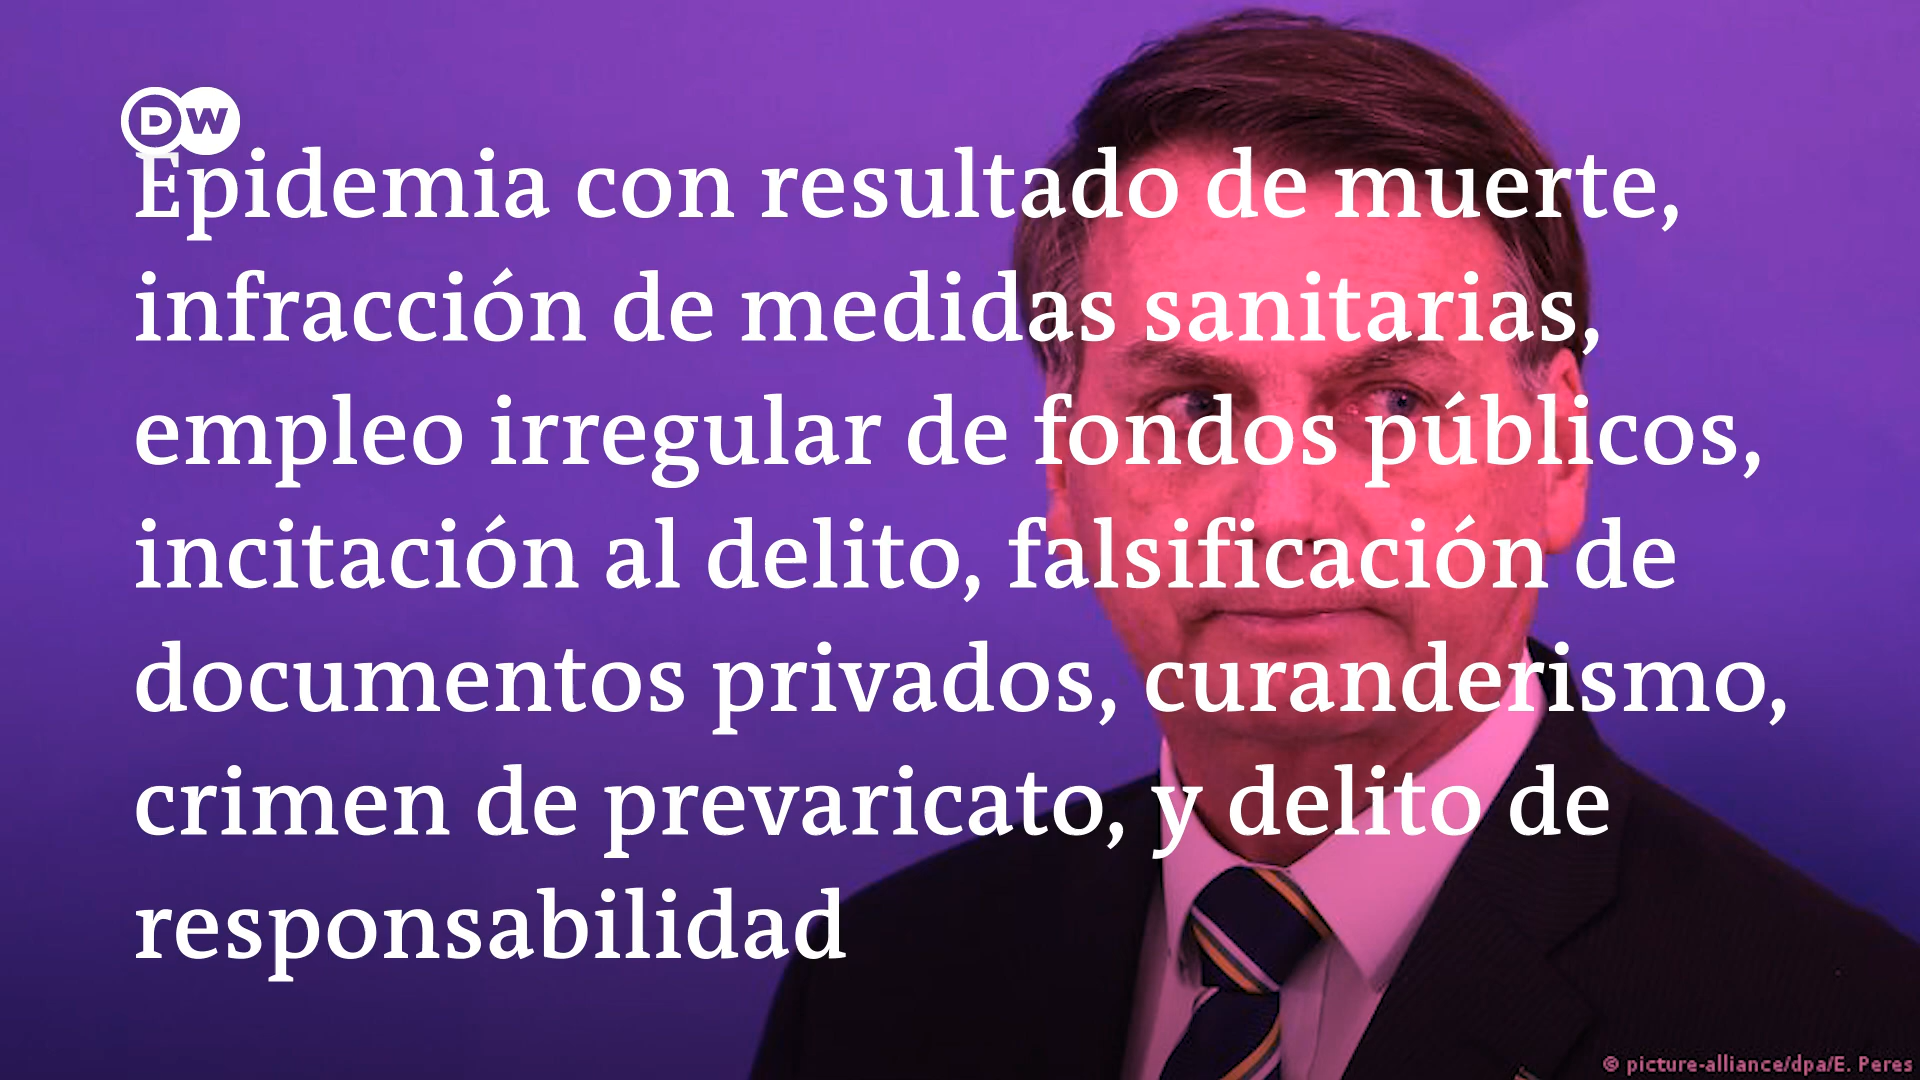 DW
Epidemia con resultado de muerte,
infracción de medidas sanitarias,
empleo irregular de fondos públicos,
incitación al delito, falsificación de
documentos privados, curanderismo,
crimen de prevaricato, y delito de
responsabilidad
© picture-alliance/dpa/E. Peres